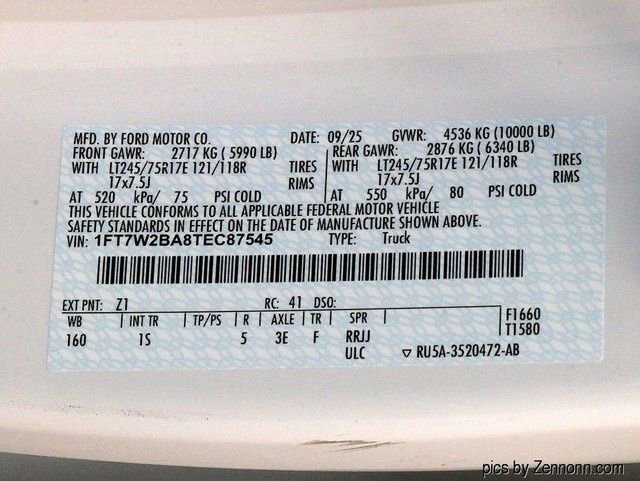 MFD. BY FORD MOTOR CO. DATE: 09/25 GVWR: 4536 KG (10000 LB)
FRONT GAWR: 2717 KG (5990 LB) REAR GAWR: 2876 KG (6340 LB)
WITH LT245/75R17E 121/118R TIRES WITH LT245/75R17E 121/118R TIRES
17x7.5J RIMS 17x7.5J RIMS
AT 520 kPa/ 75 PSI COLD AT 550 kPa/ 80 PSI COLD
THIS VEHICLE CONFORMS TO ALL APPLICABLE FEDERAL MOTOR VEHICLE
SAFETY STANDARDS IN EFFECT ON THE DATE OF MANUFACTURE SHOWN ABOVE.
VIN: 1FT7W2BA8TEC87545 TYPE: Truck
EXT PNT: Z1 RC: 41 DSO:
WB INT TR TP/PS R AXLE TR SPR F1660
160 1S 5 3E F RRJJ T1580
ULC ▽ RU5A-3520472-AB
pics by Zennonn.com